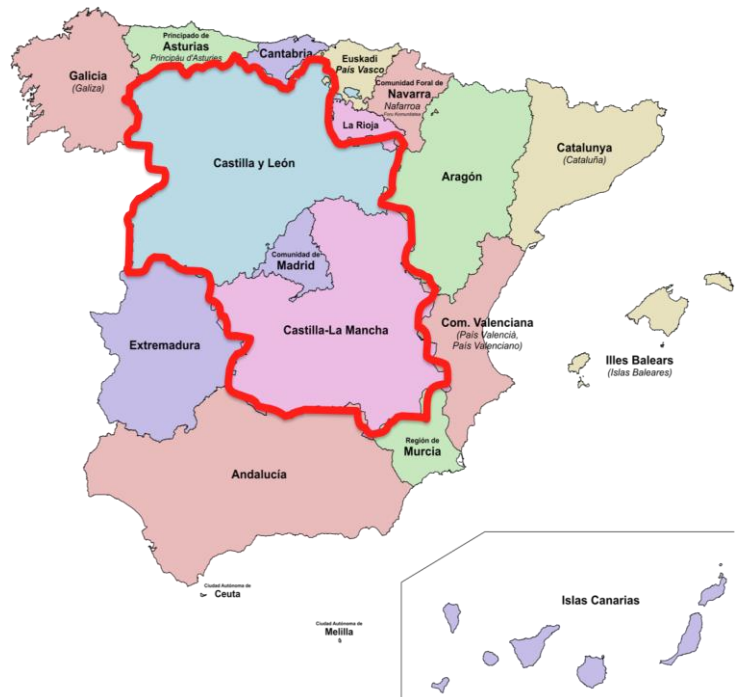 Principado de
Asturias
Principáu d'Asturies
Cantabria
Euskadi
País Vasco
Galicia
(Galiza)
Comunidad Foral de
Navarra
Nafarroa
Foru Komunitatea
La Rioja
Catalunya
(Cataluña)
Castilla y León
Aragón
Comunidad de
Madrid
Com. Valenciana
(País Valencià,
País Valenciano)
Castilla-La Mancha
Extremadura
Illes Balears
(Islas Baleares)
Región de
Murcia
Andalucía
Ciudad Autónoma de
Ceuta
Islas Canarias
Ciudad Autónoma de
Melilla